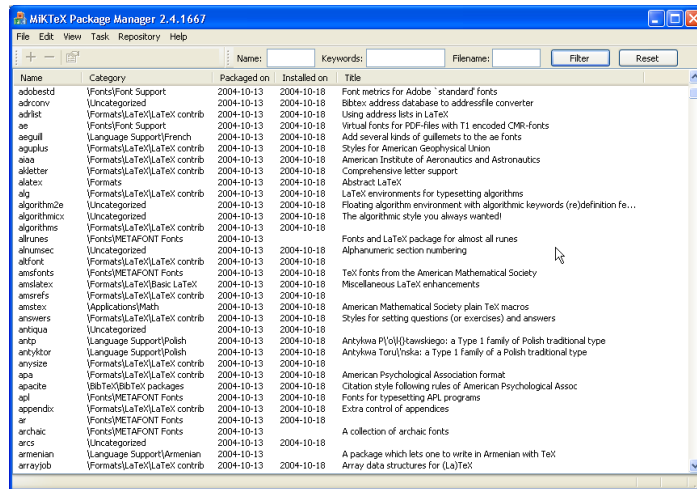 MiKTeX Package Manager 2.4.1667
File Edit View Task Repository Help
Name: Keywords: Filename: Filter Reset
Name Category Packaged on Installed on Title
adobestd \Fonts\Font Support 2004-10-13 2004-10-18 Font metrics for Adobe `standard' fonts
adrconv \Uncategorized 2004-10-13 2004-10-18 Bibtex address database to addressfile converter
adrlist \Formats\LaTeX\LaTeX contrib 2004-10-13 2004-10-18 Using address lists in LaTeX
ae \Fonts\Font Support 2004-10-13 2004-10-18 Virtual fonts for PDF-files with T1 encoded CMR-fonts
aeguill \Language Support\French 2004-10-13 2004-10-18 Add several kinds of guillemets to the ae fonts
aguplus \Formats\LaTeX\LaTeX contrib 2004-10-13 2004-10-18 Styles for American Geophysical Union
aiaa \Formats\LaTeX\LaTeX contrib 2004-10-13 2004-10-18 American Institute of Aeronautics and Astronautics
akletter \Formats\LaTeX\LaTeX contrib 2004-10-13 2004-10-18 Comprehensive letter support
alatex \Formats 2004-10-13 2004-10-18 Abstract LaTeX
alg \Formats\LaTeX\LaTeX contrib 2004-10-13 2004-10-18 LaTeX environments for typesetting algorithms
algorithm2e \Uncategorized 2004-10-13 2004-10-18 Floating algorithm environment with algorithmic keywords (re)definition fe...
algorithmicx \Uncategorized 2004-10-13 2004-10-18 The algorithmic style you always wanted!
algorithms \Formats\LaTeX\LaTeX contrib 2004-10-13 2004-10-18
allrunes \Fonts\METAFONT Fonts 2004-10-13 Fonts and LaTeX package for almost all runes
alnumsec \Uncategorized 2004-10-13 2004-10-18 Alphanumeric section numbering
altfont \Formats\LaTeX\LaTeX contrib 2004-10-13 2004-10-18
amsfonts \Fonts\METAFONT Fonts 2004-10-13 2004-10-18 TeX fonts from the American Mathematical Society
amslatex \Formats\LaTeX\Basic LaTeX 2004-10-13 2004-10-18 Miscellaneous LaTeX enhancements
amsrefs \Formats\LaTeX\LaTeX contrib 2004-10-13 2004-10-18
amstex \Applications\Math 2004-10-13 2004-10-18 American Mathematical Society plain TeX macros
answers \Formats\LaTeX\LaTeX contrib 2004-10-13 2004-10-18 Styles for setting questions (or exercises) and answers
antiqua \Uncategorized 2004-10-13 2004-10-18
antp \Language Support\Polish 2004-10-13 2004-10-18 Antykwa P\'o\l{}tawskiego: a Type 1 family of Polish traditional type
antyktor \Language Support\Polish 2004-10-13 2004-10-18 Antykwa Toru\'nska: a Type 1 family of a Polish traditional type
anysize \Formats\LaTeX\LaTeX contrib 2004-10-13 2004-10-18
apa \Formats\LaTeX\LaTeX contrib 2004-10-13 2004-10-18 American Psychological Association format
apacite \BibTeX\BibTeX packages 2004-10-13 2004-10-18 Citation style following rules of American Psychological Assoc
apl \Fonts\METAFONT Fonts 2004-10-13 2004-10-18 Fonts for typesetting APL programs
appendix \Formats\LaTeX\LaTeX contrib 2004-10-13 2004-10-18 Extra control of appendices
ar \Fonts\METAFONT Fonts 2004-10-13 2004-10-18
archaic \Fonts\METAFONT Fonts 2004-10-13 A collection of archaic fonts
arcs \Uncategorized 2004-10-13 2004-10-18
armenian \Language Support\Armenian 2004-10-13 A package which lets one to write in Armenian with TeX
arrayjob \Formats\LaTeX\LaTeX contrib 2004-10-13 2004-10-18 Array data structures for (La)TeX